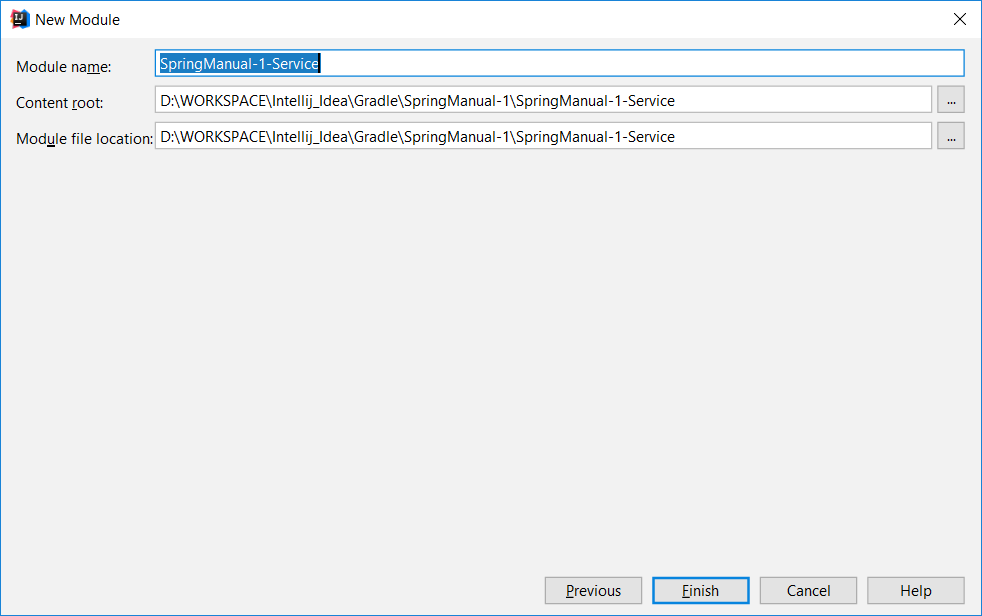 New Module
Module name: SpringManual-1-Service
Content root: D:\WORKSPACE\Intellij_Idea\Gradle\SpringManual-1\SpringManual-1-Service ...
Module file location: D:\WORKSPACE\Intellij_Idea\Gradle\SpringManual-1\SpringManual-1-Service ...
Previous Finish Cancel Help